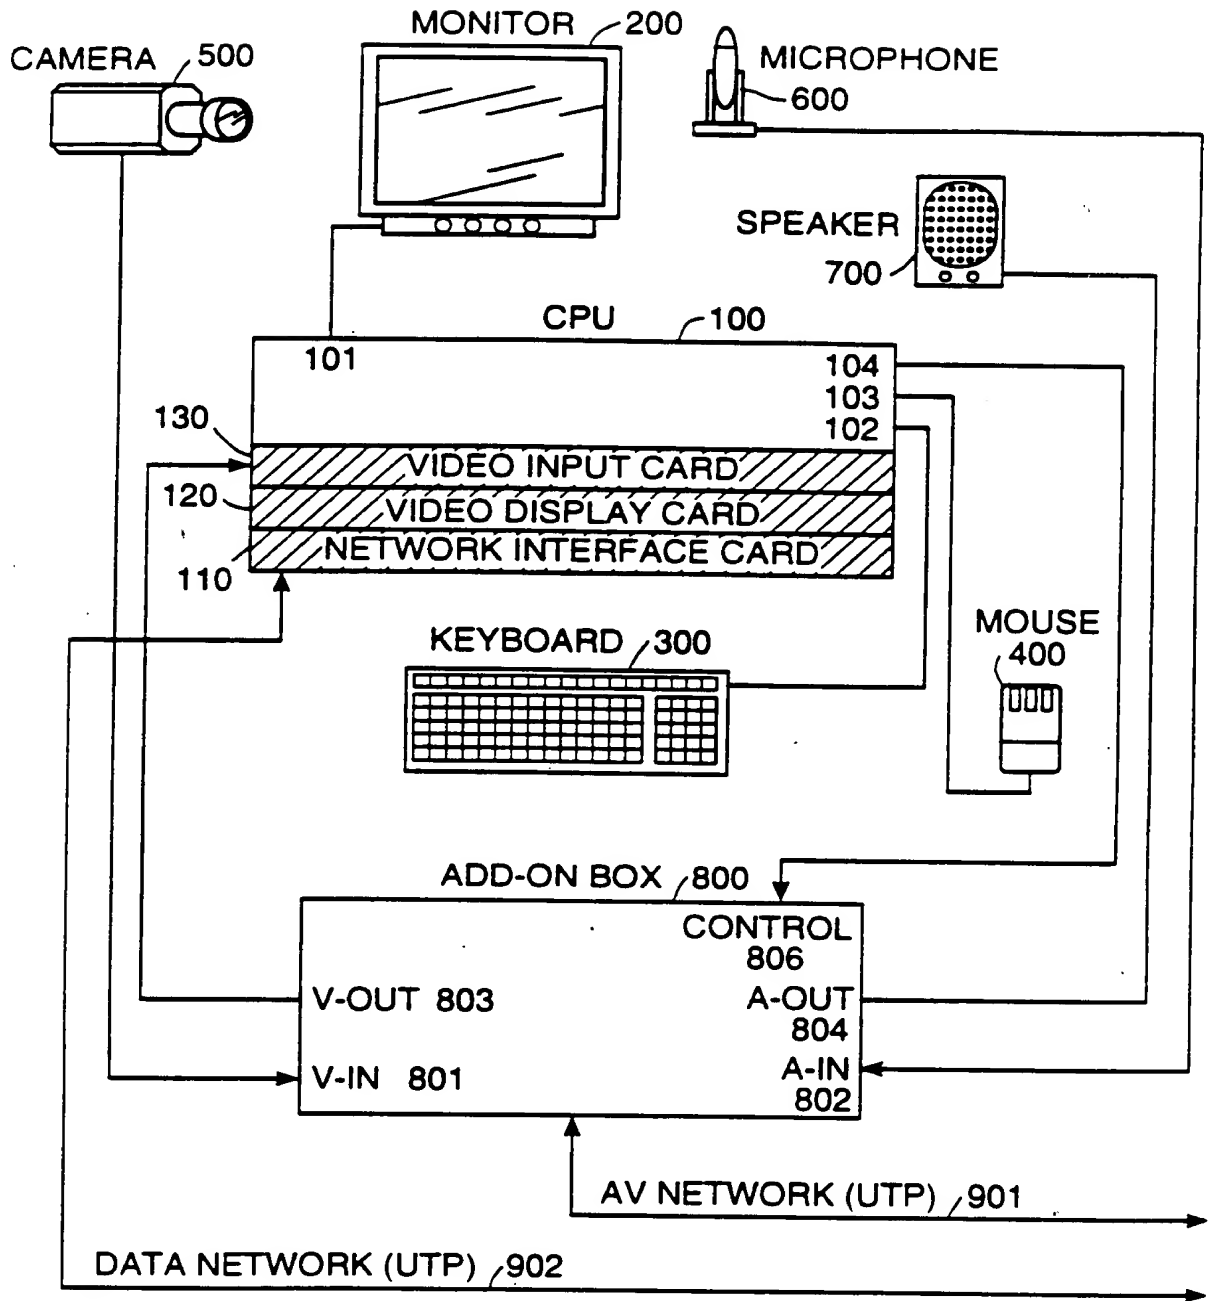 MONITOR 200
CAMERA 500
MICROPHONE
600
SPEAKER
700
CPU 100
101
104
103
102
130
VIDEO INPUT CARD
120
VIDEO DISPLAY CARD
NETWORK INTERFACE CARD
110
KEYBOARD 300
MOUSE
400
ADD-ON BOX 800
CONTROL
806
V-OUT 803
A-OUT
804
V-IN 801
A-IN
802
AV NETWORK (UTP) 901
DATA NETWORK (UTP) 902